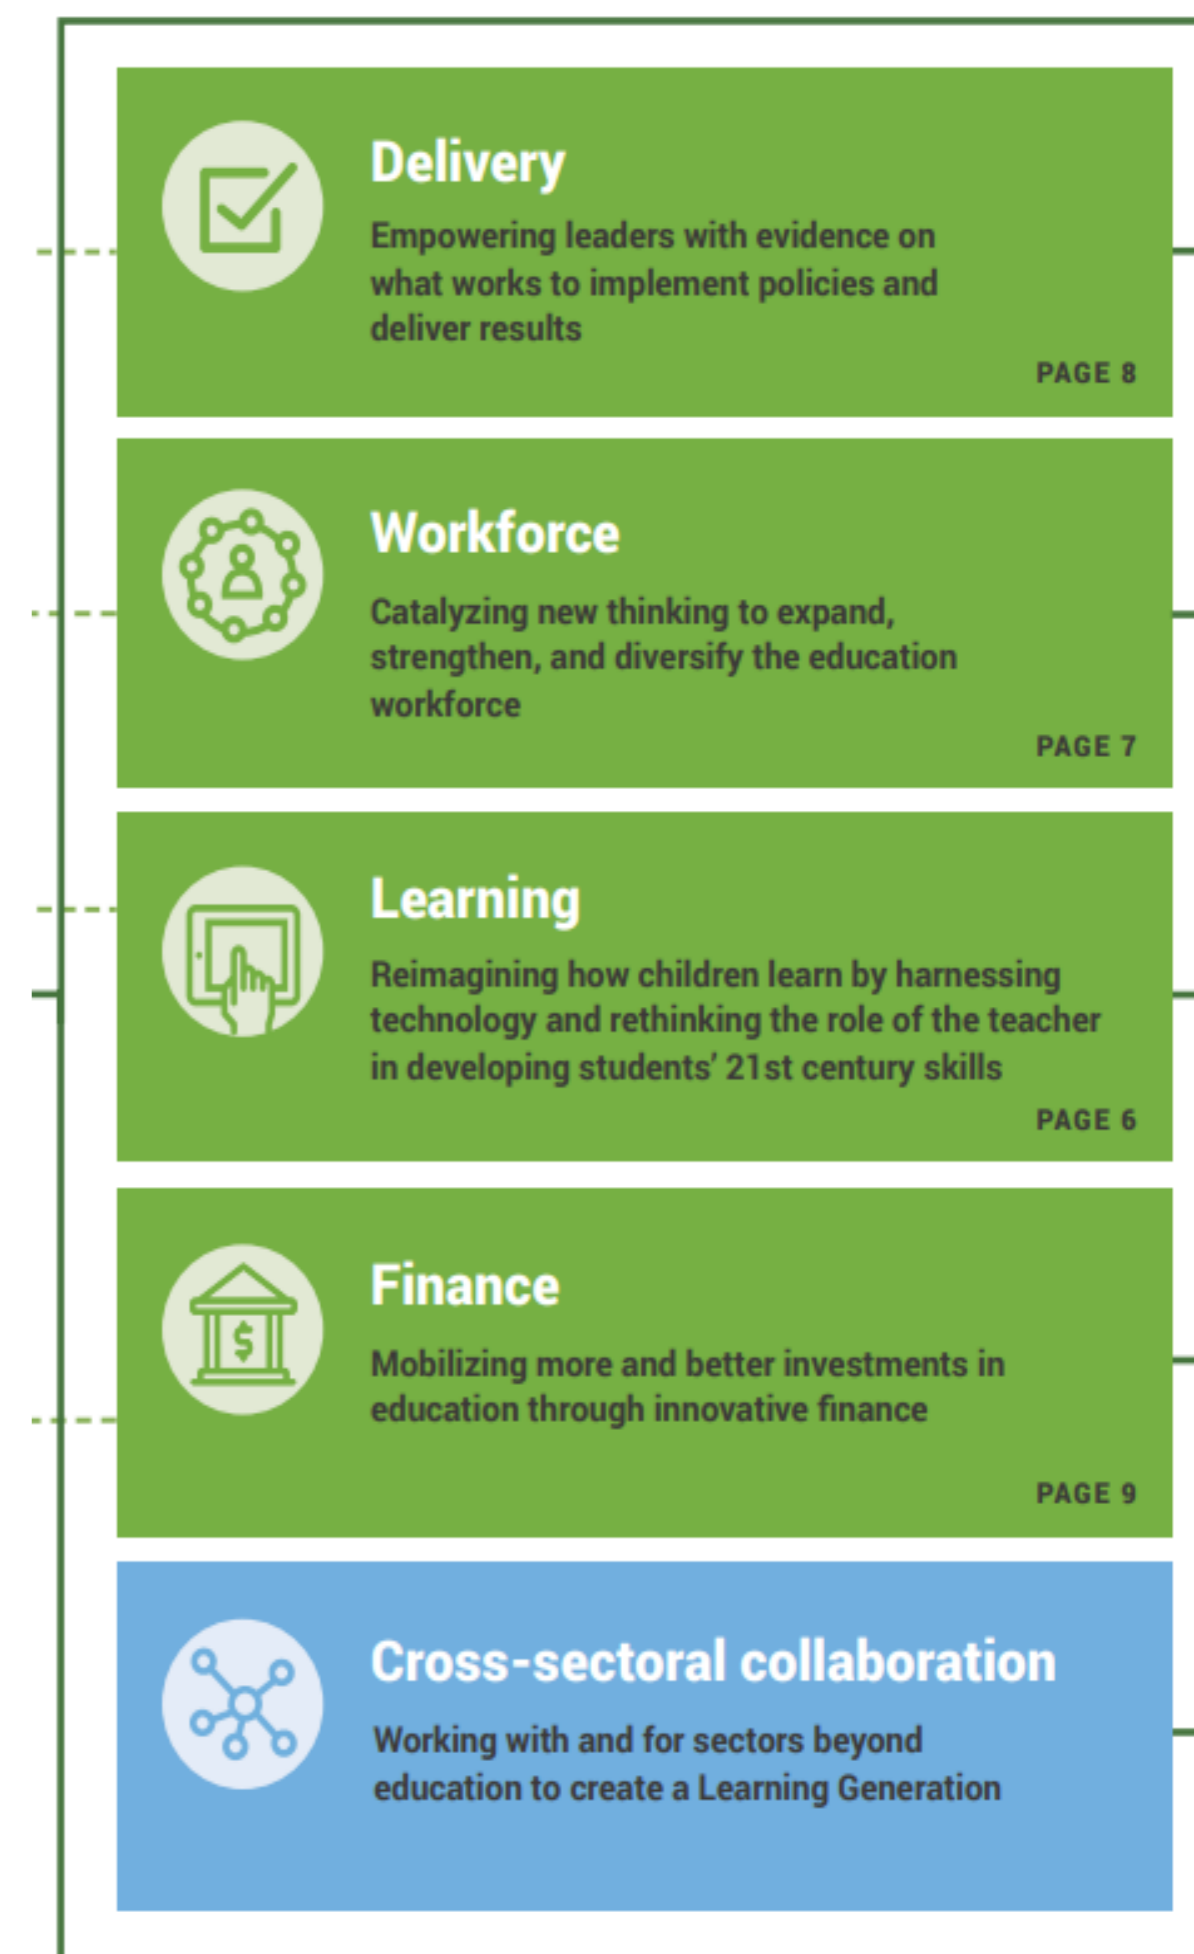 Delivery
Empowering leaders with evidence on
what works to implement policies and
deliver results
PAGE 8
Workforce
Catalyzing new thinking to expand,
strengthen, and diversify the education
workforce
PAGE 7
Learning
Reimagining how children learn by harnessing
technology and rethinking the role of the teacher
in developing students’ 21st century skills
PAGE 6
Finance
$
Mobilizing more and better investments in
education through innovative finance
PAGE 9
Cross-sectoral collaboration
Working with and for sectors beyond
education to create a Learning Generation